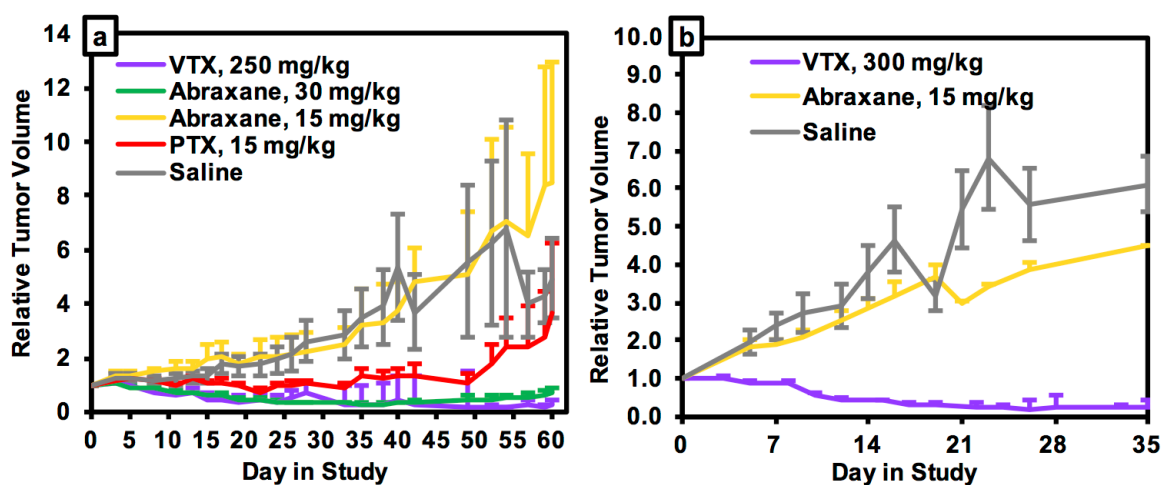 a
Relative Tumor Volume
14
12
10
8
6
4
2
0
VTX, 250 mg/kg
Abraxane, 30 mg/kg
Abraxane, 15 mg/kg
PTX, 15 mg/kg
Saline
0 5 10 15 20 25 30 35 40 45 50 55 60
Day in Study
b
Relative Tumor Volume
10.0
9.0
8.0
7.0
6.0
5.0
4.0
3.0
2.0
1.0
0.0
VTX, 300 mg/kg
Abraxane, 15 mg/kg
Saline
0 7 14 21 28 35
Day in Study